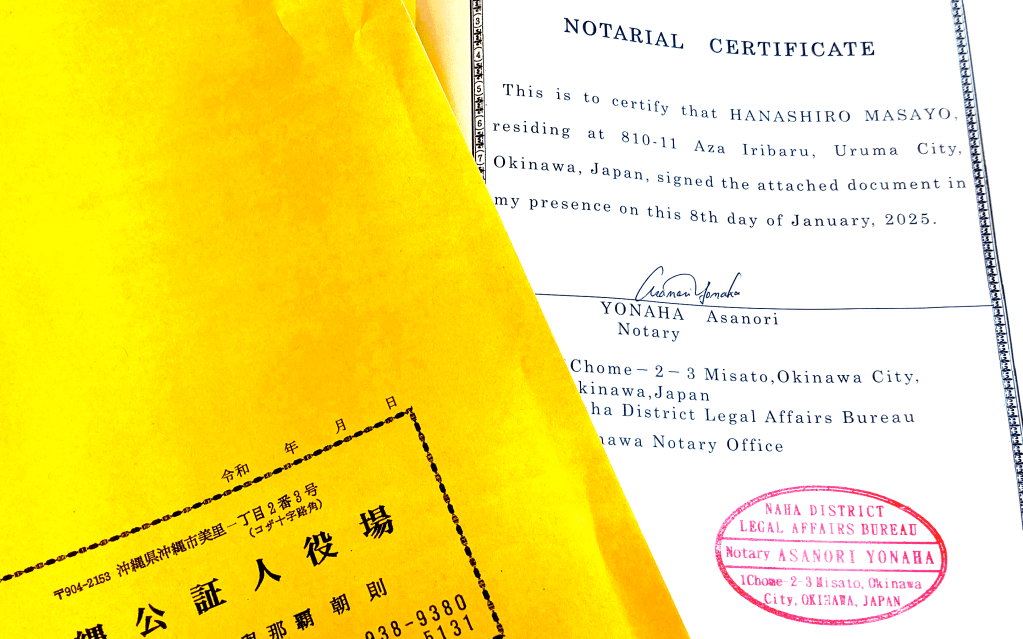 NOTARIAL CERTIFICATE
This is to certify that HANASHIRO MASAYO,
residing at 810-11 Aza Iribaru, Uruma City,
Okinawa, Japan, signed the attached document in
my presence on this 8th day of January, 2025.
Asanori Yonaha
YONAHA Asanori
Notary
Chome－2－3 Misato,Okinawa City,
kinawa,Japan
ha District Legal Affairs Bureau
nawa Notary Office
NAHA DISTRICT
LEGAL AFFAIRS BUREAU
Notary ASANORI YONAHA
1Chome-2-3 Misato, Okinawa
City, OKINAWA, JAPAN
令和 年 月 日
〒904-2153 沖縄県沖縄市美里一丁目2番3号
(コザ十字路角)
縄公証人役場
那覇朝則
938-9380
5131